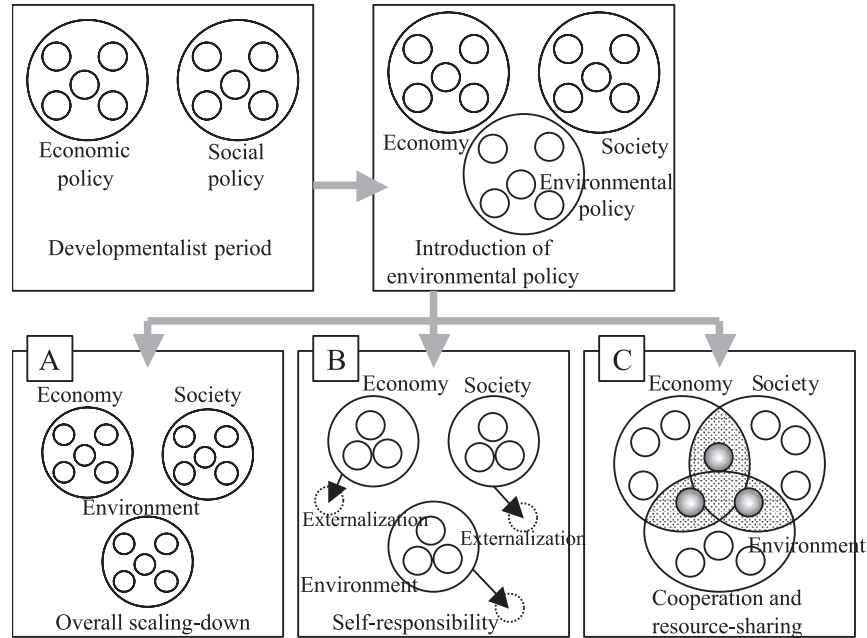 Economic
policy
Social
policy
Developmentalist period
Economy
Society
Environmental
policy
Introduction of
environmental policy
A
Economy
Society
Environment
Overall scaling-down
B
Economy
Society
Externalization
Externalization
Environment
Self-responsibility
C
Economy
Society
Environment
Cooperation and
resource-sharing